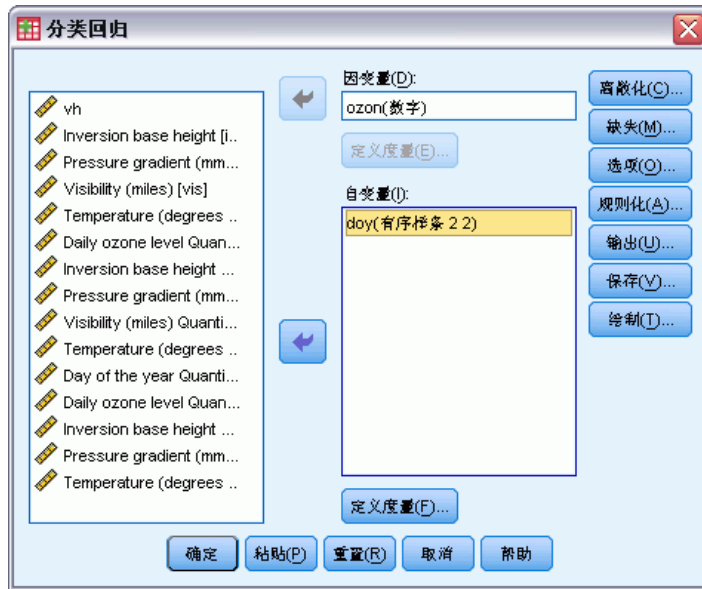 分类回归
vh
Inversion base height [i..
Pressure gradient (mm...
Visibility (miles) [vis]
Temperature (degrees ..
Daily ozone level Quan...
Inversion base height ...
Pressure gradient (mm...
Visibility (miles) Quanti...
Temperature (degrees ..
Day of the year Quanti...
Daily ozone level Quan...
Inversion base height ...
Pressure gradient (mm...
Temperature (degrees ..
因变量(D):
ozon(数字)
定义度量(E)...
自变量(I):
doy(有序样条 2 2)
定义度量(F)...
离散化(C)...
缺失(M)...
选项(O)...
规则化(A)...
输出(U)...
保存(V)...
绘制(T)...
确定
粘贴(P)
重置(R)
取消
帮助